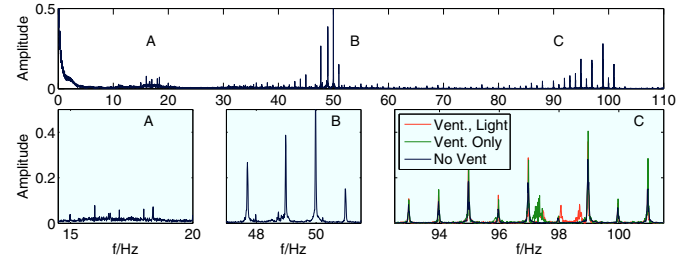 0.5
Amplitude
0
A
B
C
0 10 20 30 40 50 60 70 80 90 100 110
0.4
0.2
0
Amplitude
A
B
C
Vent., Light
Vent. Only
No Vent
15 20
48 50
94 96 98 100
f/Hz
f/Hz
f/Hz